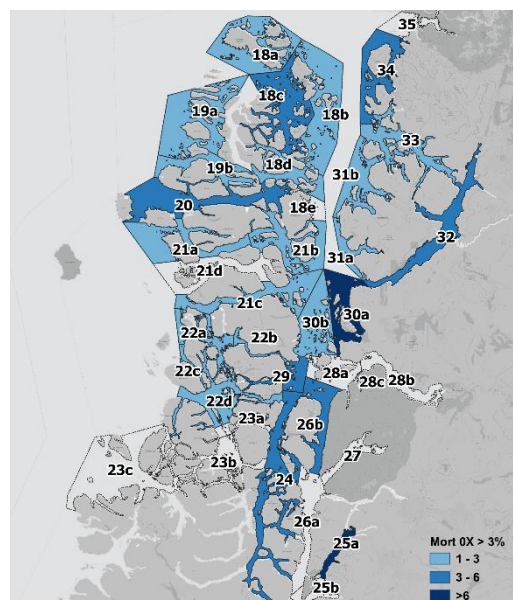 35
18a
34
18c
19a
18b
33
19b
18d
31b
20
18e
32
21a
21b
31a
21d
21c
30b
30a
22a
22b
28a
22c
29
28c
28b
22d
23a
26b
23b
27
23c
24
26a
25a
25b
Mort 0X > 3%
1 - 3
3 - 6
>6